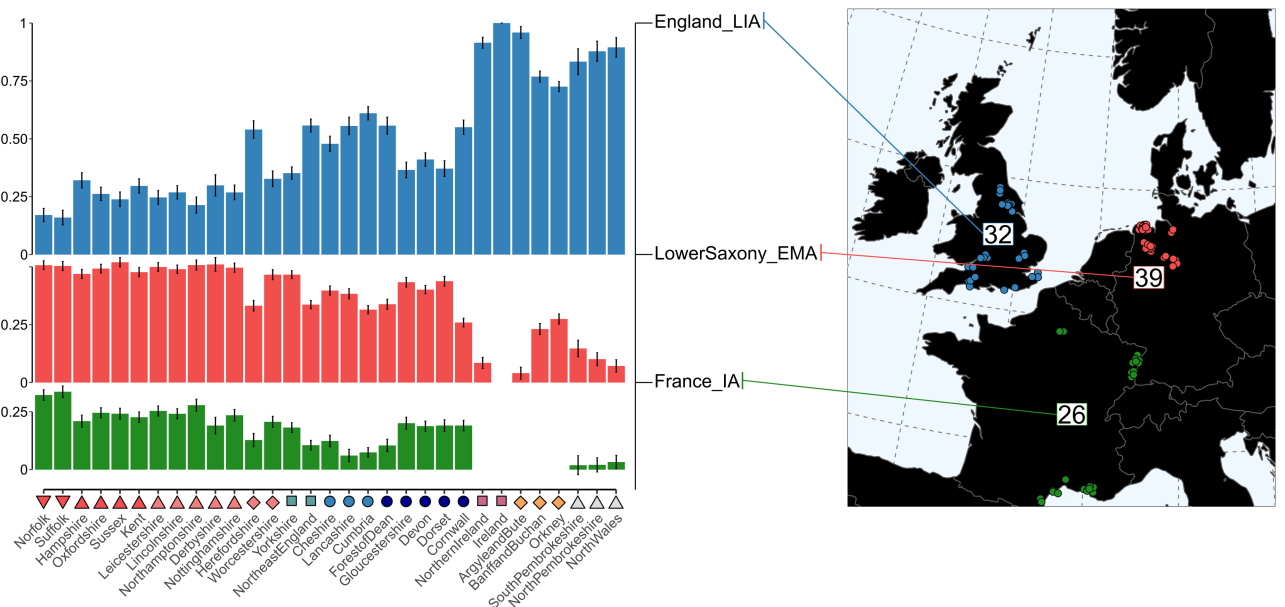 1
0.75
0.50
0.25
0
England_LIA
LowerSaxony_EMA
0.25
0
France_IA
0.25
0
Norfolk
Suffolk
Hampshire
Oxfordshire
Sussex
Kent
Leicestershire
Lincolnshire
Northamptonshire
Derbyshire
Nottinghamshire
Herefordshire
Worcestershire
Yorkshire
NortheastEngland
Cheshire
Lancashire
Cumbria
ForestofDean
Gloucestershire
Devon
Dorset
Cornwall
NorthernIreland
Ireland
ArgyleandBute
BanffandBuchan
Orkney
SouthPembrokeshire
NorthPembrokeshire
NorthWales
32
39
26